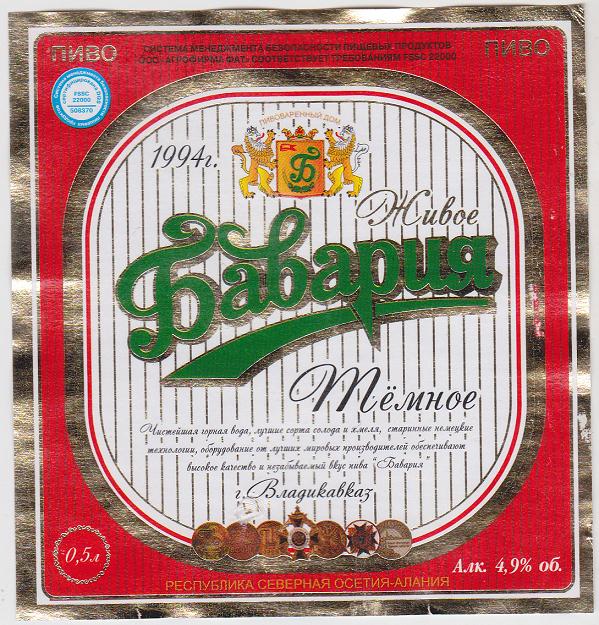 ПИВО
СИСТЕМА МЕНЕДЖМЕНТА БЕЗОПАСНОСТИ ПИЩЕВЫХ ПРОДУКТОВ
ООО «АГРОФИРМА ФАТ» СООТВЕТСТВУЕТ ТРЕБОВАНИЯМ FSSC 22000
ПИВО
FSSC
22000
508370
ПИВОВАРЕННЫЙ ДОМ
Б
1994г.
Живое
Бавария
Тёмное
Чистейшая горная вода, лучшие сорта солода и хмеля, старинные немецкие
технологии, оборудование от лучших мировых производителей обеспечивают
высокое качество и незабываемый вкус пива "Бавария"
г.Владикавказ
0,5л
Алк. 4,9% об.
РЕСПУБЛИКА СЕВЕРНАЯ ОСЕТИЯ-АЛАНИЯ